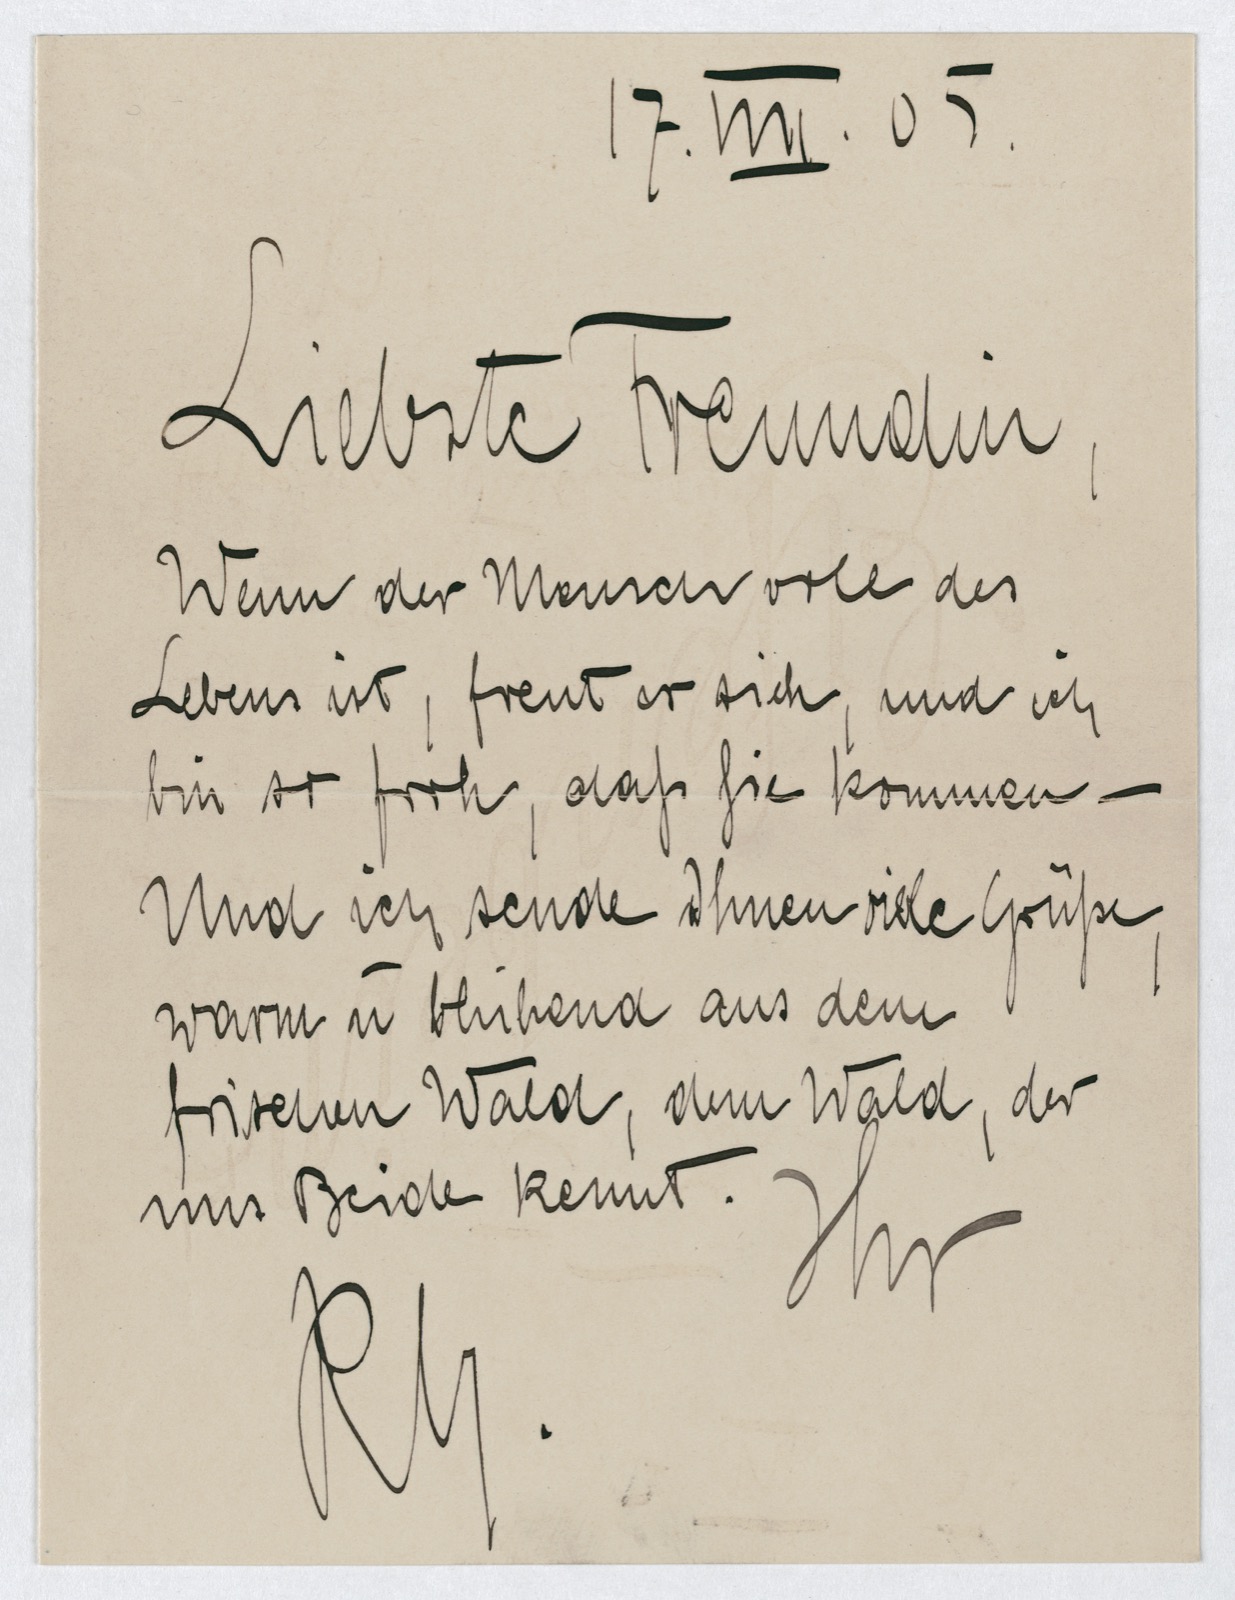 17. VIII. 05.
Liebste Freundin,
Wenn der Mensch voll des
Lebens ist, freut er sich, und ich
bin so froh, daß Sie kommen —
Und ich sende Ihnen viele Grüße,
warm ū blühend aus dem
frischen Wald, dem Wald, der
uns Beide kennt. Ihr